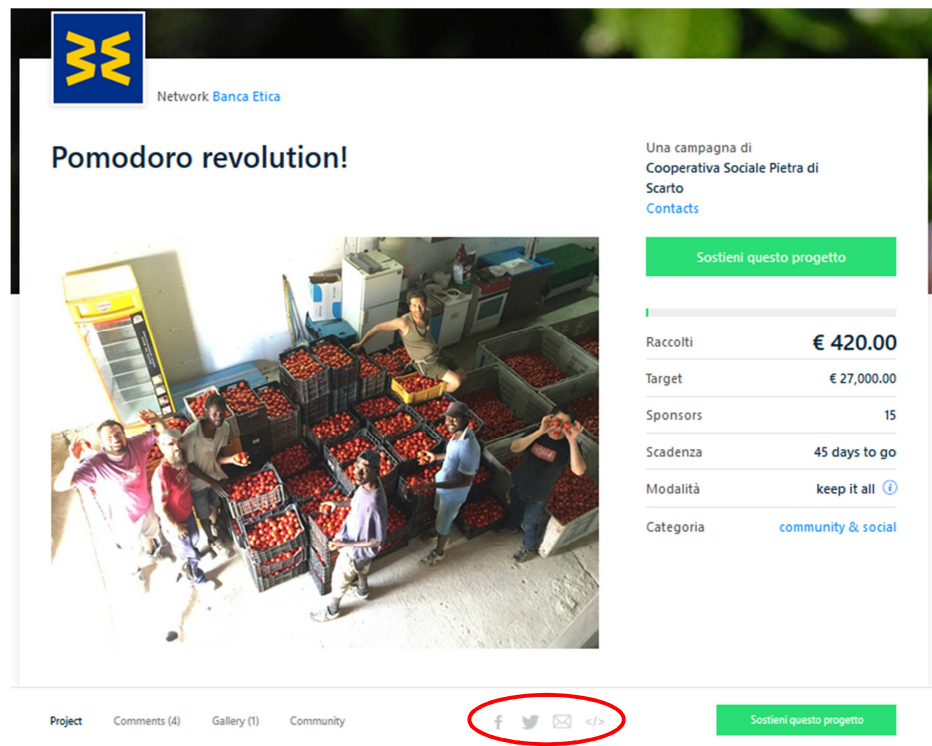 Network Banca Etica
Pomodoro revolution!
Una campagna di
Cooperativa Sociale Pietra di
Scarto
Contacts
Sostieni questo progetto
Raccolti € 420.00
Target € 27,000.00
Sponsors 15
Scadenza 45 days to go
Modalità keep it all i
Categoria community & social
Project Comments (4) Gallery (1) Community </> Sostieni questo progetto